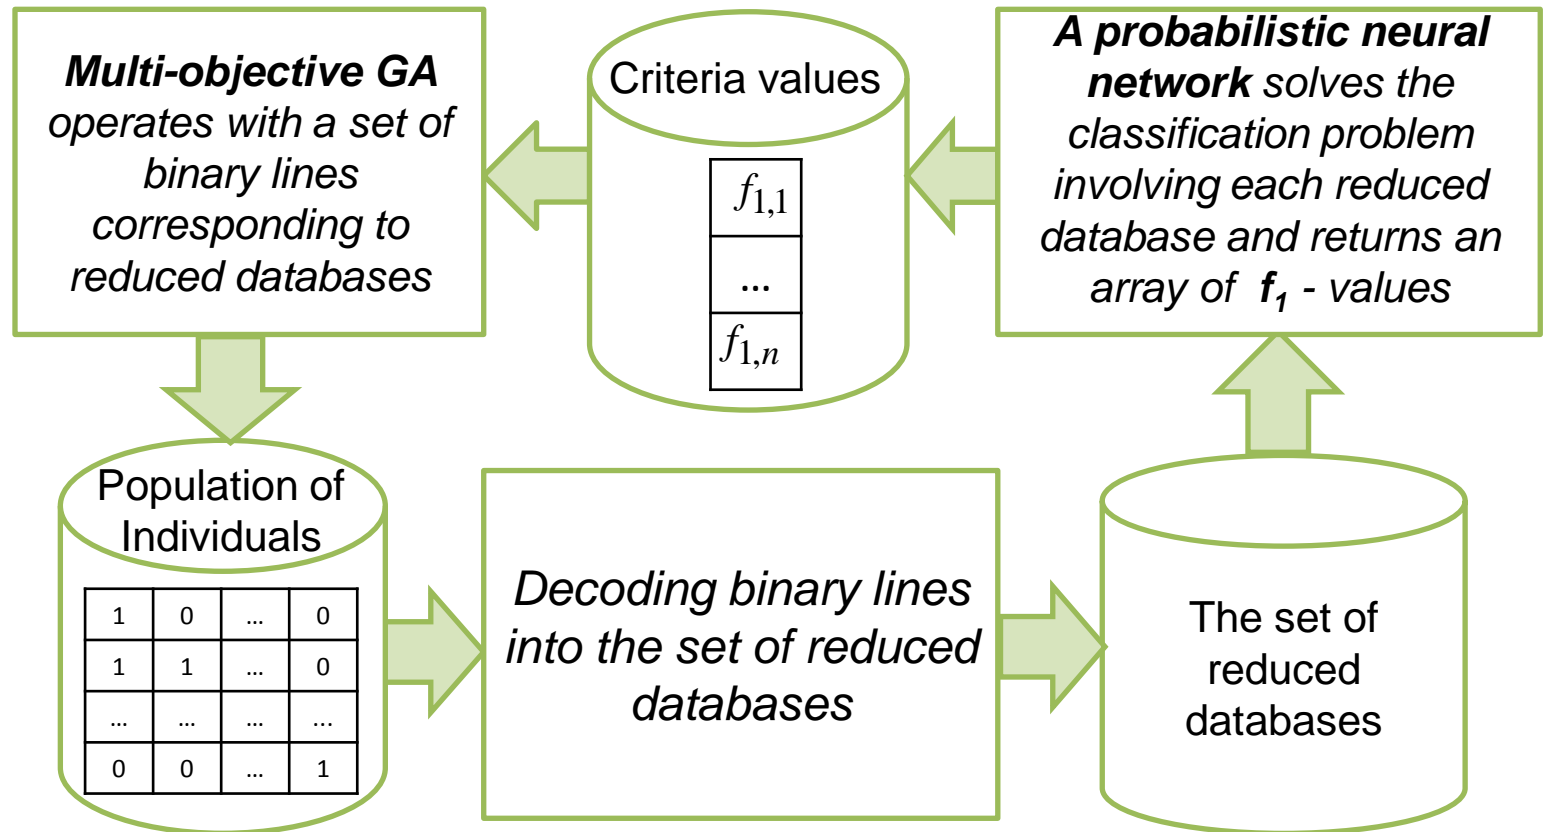 Multi-objective GA
operates with a set of
binary lines
corresponding to
reduced databases
Criteria values
f1,1
...
f1,n
A probabilistic neural
network solves the
classification problem
involving each reduced
database and returns an
array of f1 - values
Population of
Individuals
1 0 ... 0
1 1 ... 0
... ... ... ...
0 0 ... 1
Decoding binary lines
into the set of reduced
databases
The set of
reduced
databases